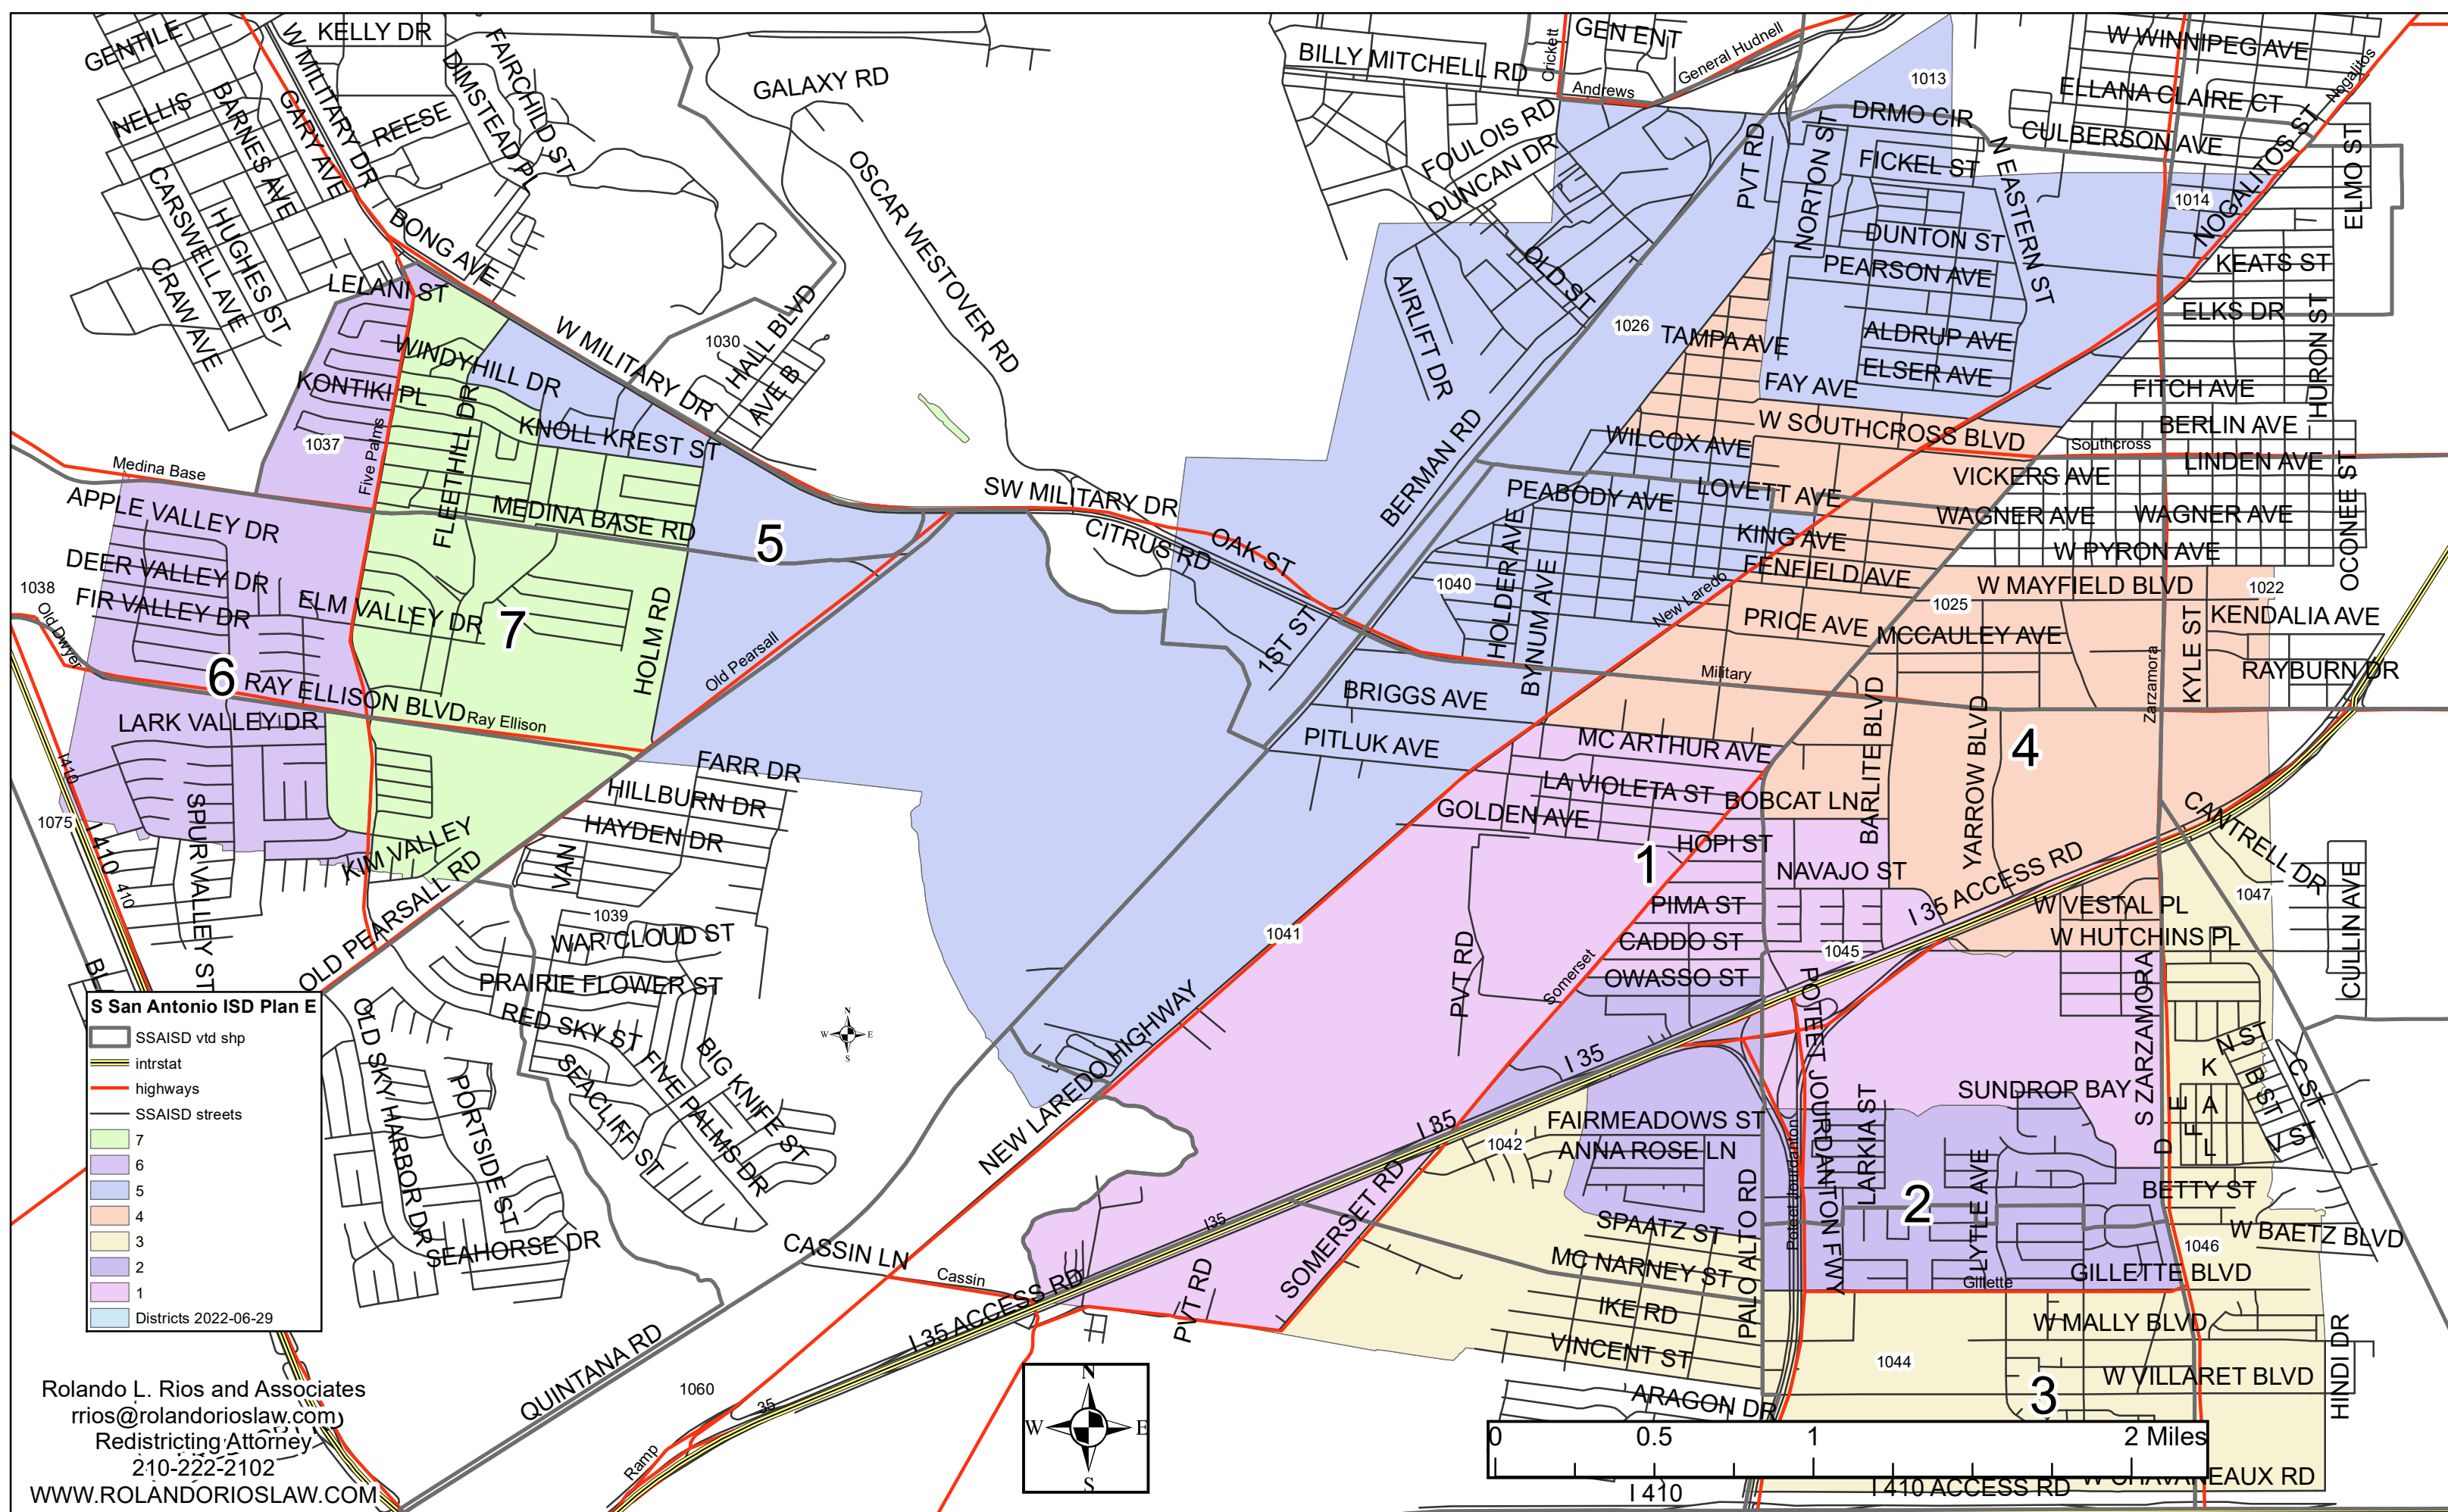 GENTILE
W MILITARY DR
KELLY DR
FAIRCHILD ST
DIMSTEAD PL
GALAXY RD
BILLY MITCHELL RD
Crickett
GEN ENT
General Hudnell
Andrews
1013
W WINNIPEG AVE
Nogalitos
NELLIS
BARNES AVE
GARY AVE
REESE
OSCAR WESTOVER RD
FOULOIS RD
DUNCAN DR
PVT RD
NORTON ST
DRMO CIR
FICKEL ST
N EASTERN ST
ELLANA CLAIRE CT
CULBERSON AVE
NOGALITOS ST
ELMO ST
1014
CARSWELL AVE
HUGHES ST
CRAW AVE
BONG AVE
LELANI ST
OLD ST
DUNTON ST
PEARSON AVE
KEATS ST
ELKS DR
AIRLIFT DR
1026
TAMPA AVE
ALDRUP AVE
ELSER AVE
FAY AVE
HURON ST
FITCH AVE
W MILITARY DR
1030
HALL BLVD
AVE B
WINDYHILL DR
KONTIKI PL
FLEETHILL DR
KNOLL KREST ST
1037
Five Palms
Medina Base
APPLE VALLEY DR
MEDINA BASE RD
5
SW MILITARY DR
CITRUS RD
OAK ST
BERMAN RD
WILCOX AVE
W SOUTHCROSS BLVD
Southcross
BERLIN AVE
LINDEN AVE
VICKERS AVE
PEABODY AVE
LOVETT AVE
WAGNER AVE
WAGNER AVE
KING AVE
FENFIELD AVE
W PYRON AVE
OCONEE ST
1038
Old Dwyer
DEER VALLEY DR
FIR VALLEY DR
ELM VALLEY DR
7
HOLM RD
Old Pearsall
1040
HOLDER AVE
BYNUM AVE
New Laredo
PRICE AVE
1025
W MAYFIELD BLVD
1022
MCCAULEY AVE
KYLE ST
KENDALIA AVE
RAYBURN DR
6
RAY ELLISON BLVD
Ray Ellison
LARK VALLEY DR
1ST ST
BRIGGS AVE
PITLUK AVE
Military
Zarzamora
MC ARTHUR AVE
BARLITE BLVD
YARROW BLVD
4
I410
1075
I 410
410
SPUR VALLEY ST
KIM VALLEY
OLD PEARSALL RD
FARR DR
HILLBURN DR
HAYDEN DR
VAN
LA VIOLETA ST
BOBCAT LN
GOLDEN AVE
HOPI ST
1
NAVAJO ST
PIMA ST
CADDO ST
OWASSO ST
I 35 ACCESS RD
CANTRELL DR
W VESTAL PL
W HUTCHINS PL
1047
CULLIN AVE
1039
WAR CLOUD ST
PRAIRIE FLOWER ST
RED SKY ST
FIVE PALMS DR
BIG KNIFE ST
SEACLIFF ST
1041
PVT RD
Somerset
1045
NEW LAREDO HIGHWAY
I 35
I 35
POTEET JOURDANTON FWY
Poteet Jourdanton
SUNDROP BAY
S ZARZAMORA
N ST
K
B ST
C ST
E
A
F
D
L
L ST
OLD SKY HARBOR DR
PORTSIDE ST
SEAHORSE DR
1042
FAIRMEADOWS ST
ANNA ROSE LN
PALO ALTO RD
LARKIA ST
LYTLE AVE
2
BETTY ST
W BAETZ BLVD
1046
CASSIN LN
Cassin
I35
I 35 ACCESS RD
PVT RD
SOMERSET RD
SPAATZ ST
MC NARNEY ST
IKE RD
VINCENT ST
ARAGON DR
Gillette
GILLETTE BLVD
W MALLY BLVD
1044
W VILLARET BLVD
3
HINDI DR
QUINTANA RD
1060
35
Ramp
I 410
I 410 ACCESS RD
S San Antonio ISD Plan E
SSAISD vtd shp
intrstat
highways
SSAISD streets
7
6
5
4
3
2
1
Districts 2022-06-29
Rolando L. Rios and Associates
rrios@rolandorioslaw.com
Redistricting Attorney
210-222-2102
WWW.ROLANDORIOSLAW.COM
N
W E
S
N
W E
S
0 0.5 1 2 Miles